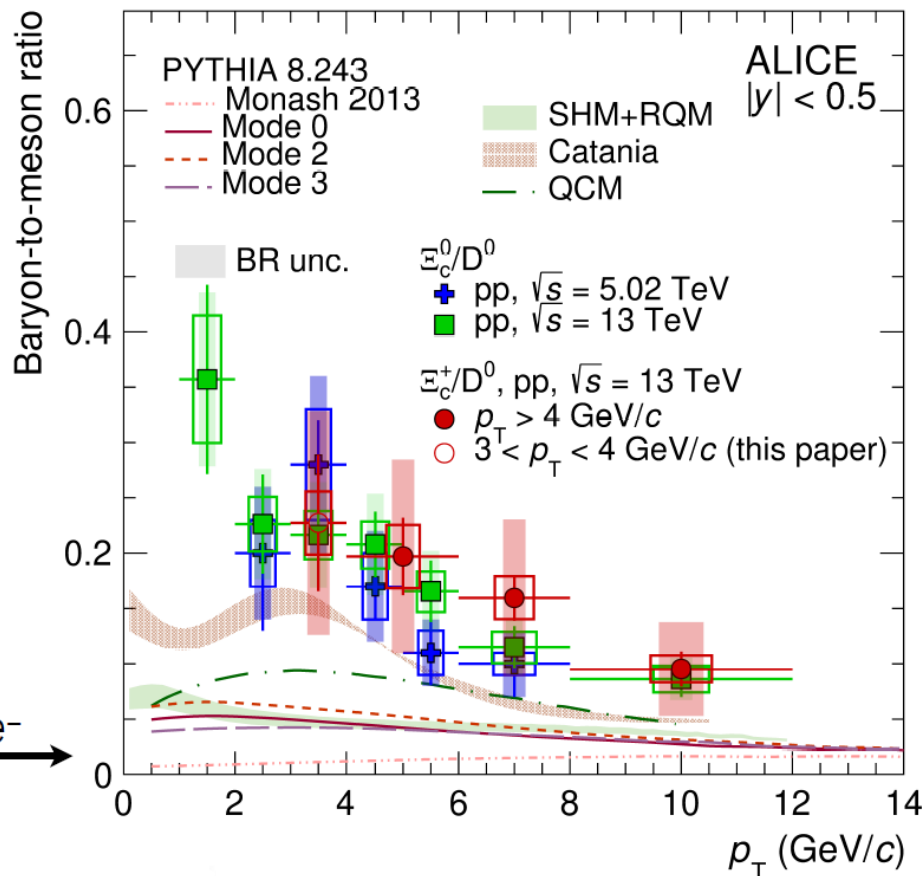 Baryon-to-meson ratio
PYTHIA 8.243
Monash 2013
Mode 0
Mode 2
Mode 3
BR unc.
ALICE
|y| < 0.5
SHM+RQM
Catania
QCM
Ξc⁰/D⁰
pp, √s = 5.02 TeV
pp, √s = 13 TeV
Ξc⁺/D⁰, pp, √s = 13 TeV
pT > 4 GeV/c
3 < pT < 4 GeV/c (this paper)
0.6
0.4
0.2
0
e⁻
0 2 4 6 8 10 12 14
pT (GeV/c)